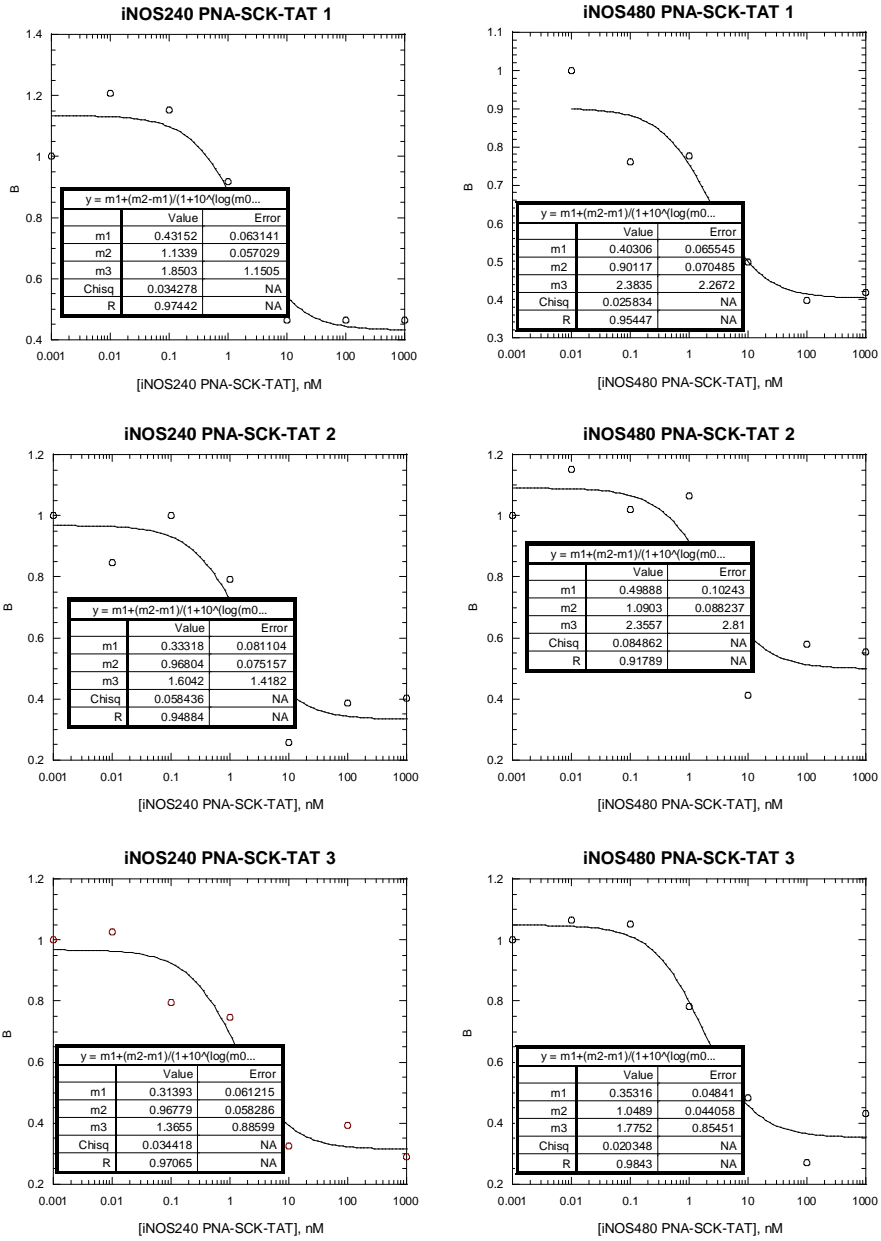 iNOS240 PNA-SCK-TAT 1
1.4
1.2
1
0.8
0.6
0.4
B
y = m1+(m2-m1)/(1+10^(log(m0...
Value Error
m1 0.43152 0.063141
m2 1.1339 0.057029
m3 1.8503 1.1505
Chisq 0.034278 NA
R 0.97442 NA
0.001 0.01 0.1 1 10 100 1000
[iNOS240 PNA-SCK-TAT], nM
iNOS480 PNA-SCK-TAT 1
1.1
1
0.9
0.8
0.7
0.6
0.5
0.4
0.3
B
y = m1+(m2-m1)/(1+10^(log(m0...
Value Error
m1 0.40306 0.065545
m2 0.90117 0.070485
m3 2.3835 2.2672
Chisq 0.025834 NA
R 0.95447 NA
0.001 0.01 0.1 1 10 100 1000
[iNOS480 PNA-SCK-TAT], nM
iNOS240 PNA-SCK-TAT 2
1.2
1
0.8
0.6
0.4
0.2
B
y = m1+(m2-m1)/(1+10^(log(m0...
Value Error
m1 0.33318 0.081104
m2 0.96804 0.075157
m3 1.6042 1.4182
Chisq 0.058436 NA
R 0.94884 NA
0.001 0.01 0.1 1 10 100 1000
[iNOS240 PNA-SCK-TAT], nM
iNOS480 PNA-SCK-TAT 2
1.2
1
0.8
0.6
0.4
0.2
B
y = m1+(m2-m1)/(1+10^(log(m0...
Value Error
m1 0.49888 0.10243
m2 1.0903 0.088237
m3 2.3557 2.81
Chisq 0.084862 NA
R 0.91789 NA
0.001 0.01 0.1 1 10 100 1000
[iNOS480 PNA-SCK-TAT], nM
iNOS240 PNA-SCK-TAT 3
1.2
1
0.8
0.6
0.4
0.2
B
y = m1+(m2-m1)/(1+10^(log(m0...
Value Error
m1 0.31393 0.061215
m2 0.96779 0.058286
m3 1.3655 0.88599
Chisq 0.034418 NA
R 0.97065 NA
0.001 0.01 0.1 1 10 100 1000
[iNOS240 PNA-SCK-TAT], nM
iNOS480 PNA-SCK-TAT 3
1.2
1
0.8
0.6
0.4
0.2
B
y = m1+(m2-m1)/(1+10^(log(m0...
Value Error
m1 0.35316 0.04841
m2 1.0489 0.044058
m3 1.7752 0.85451
Chisq 0.020348 NA
R 0.9843 NA
0.001 0.01 0.1 1 10 100 1000
[iNOS480 PNA-SCK-TAT], nM